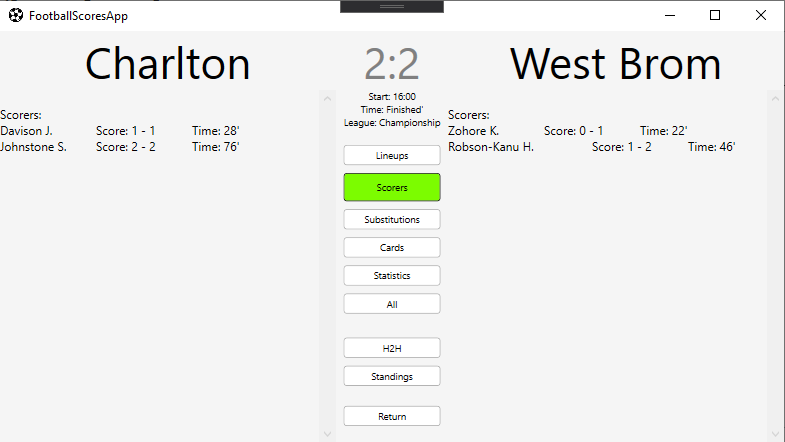 FootballScoresApp
Charlton
2:2
West Brom
Start: 16:00
Time: Finished'
League: Championship
Scorers:
Davison J. Score: 1 - 1 Time: 28'
Johnstone S. Score: 2 - 2 Time: 76'
Lineups
Scorers
Substitutions
Cards
Statistics
All
H2H
Standings
Return
Scorers:
Zohore K. Score: 0 - 1 Time: 22'
Robson-Kanu H. Score: 1 - 2 Time: 46'